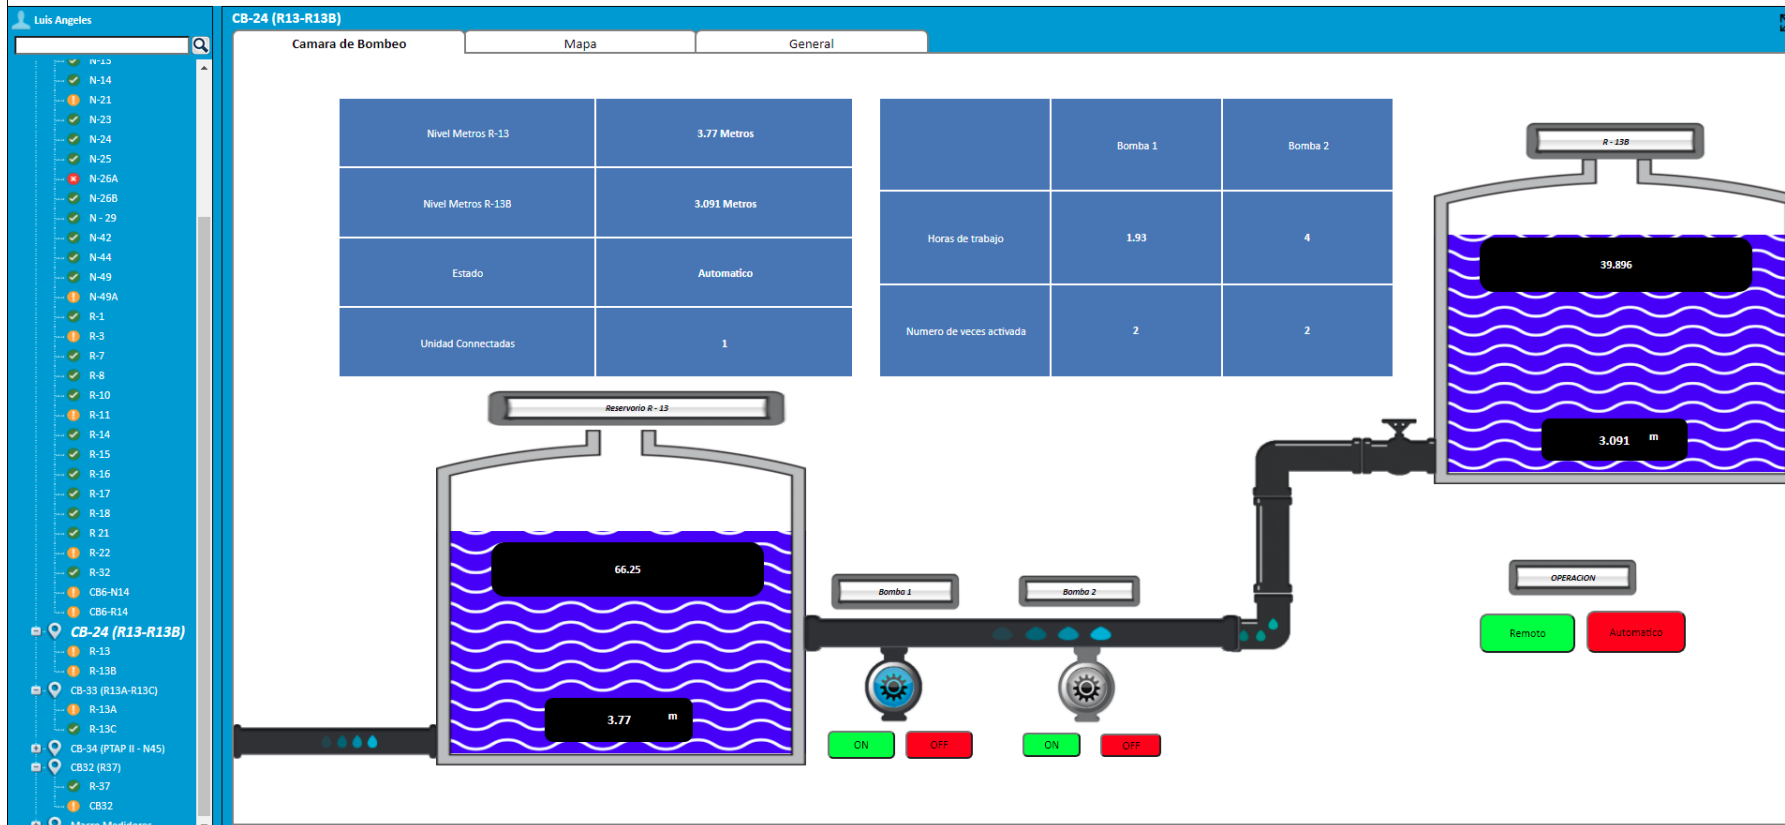 Luis Angeles
N-14
N-21
N-23
N-24
N-25
N-26A
N-26B
N - 29
N-42
N-44
N-49
N-49A
R-1
R-3
R-7
R-8
R-10
R-11
R-14
R-15
R-16
R-17
R-18
R 21
R-22
R-32
CB6-N14
CB6-R14
CB-24 (R13-R13B)
R-13
R-13B
CB-33 (R13A-R13C)
R-13A
R-13C
CB-34 (PTAP II - N45)
CB32 (R37)
R-37
CB32
Macro Medidores
CB-24 (R13-R13B)
Camara de Bombeo Mapa General
Nivel Metros R-13 3.77 Metros
Nivel Metros R-13B 3.091 Metros
Estado Automatico
Unidad Connectadas 1
Bomba 1 Bomba 2
Horas de trabajo 1.93 4
Numero de veces activada 2 2
R - 13B
39.896
3.091 m
Reservorio R - 13
66.25
3.77 m
Bomba 1 Bomba 2
ON OFF ON OFF
OPERACION
Remoto Automatico